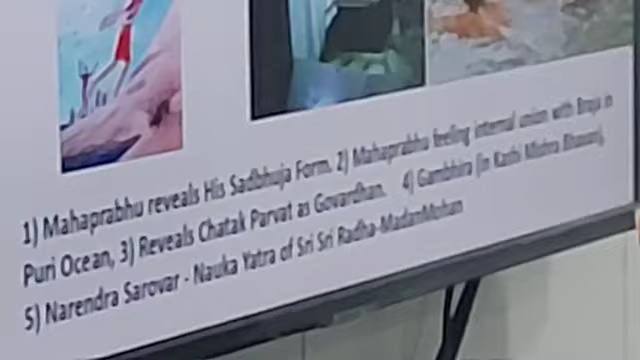 1) Mahaprabhu reveals His Sadbhuja Form. 2) Mahaprabhu feeling internal union with Braja in
Puri Ocean, 3) Reveals Chatak Parvat as Govardhan. 4) Gambhira (in Kashi Mishra Bhavan),
5) Narendra Sarovar - Nauka Yatra of Sri Sri Radha-MadanMohan